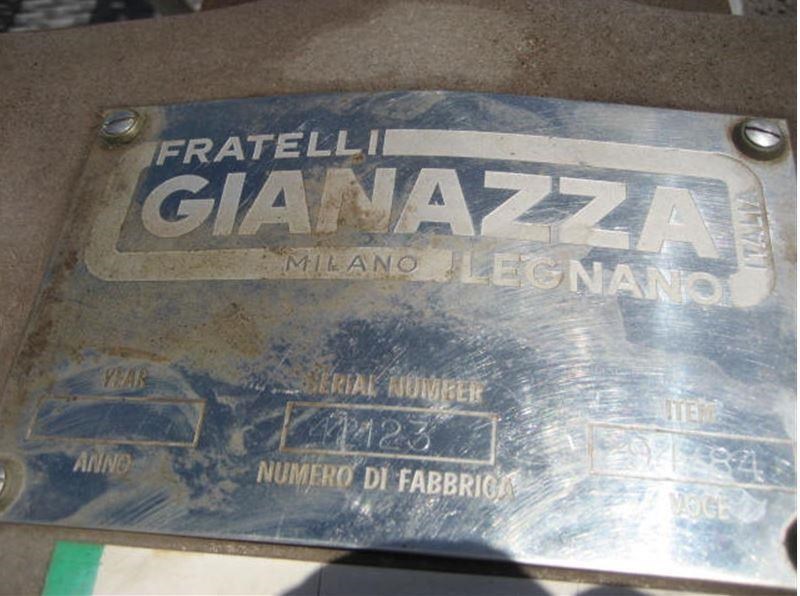 FRATELLI
GIANAZZA
ITALIA
MILANO LEGNANO
YEAR SERIAL NUMBER ITEM
ANNO NUMERO DI FABBRICA VOCE